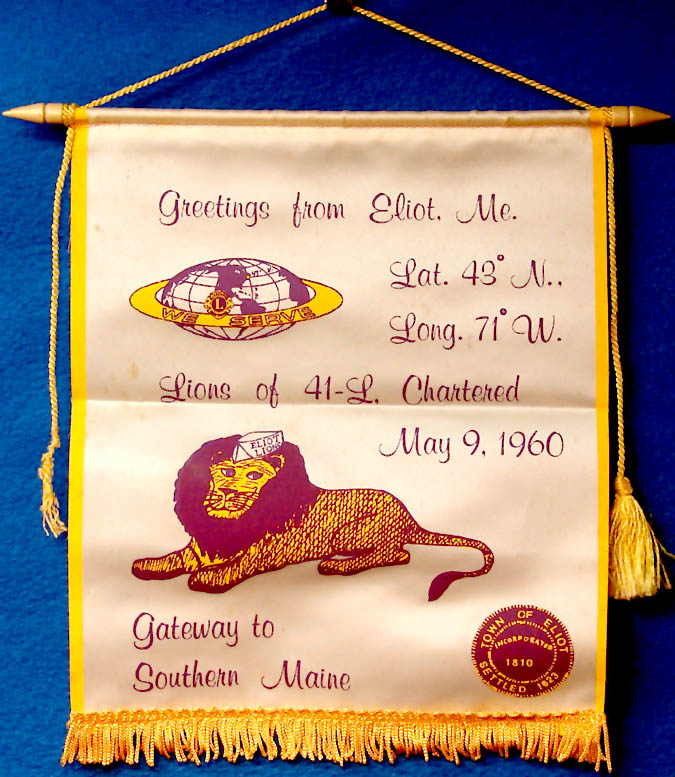 Greetings from Eliot, Me.
Lat. 43° N.,
L
WE SERVE
Long. 71° W.
Lions of 41-L, Chartered
May 9, 1960
ELIOT
LIONS
Gateway to
Southern Maine
TOWN OF ELIOT
INCORPORATED
1810
SETTLED 1623